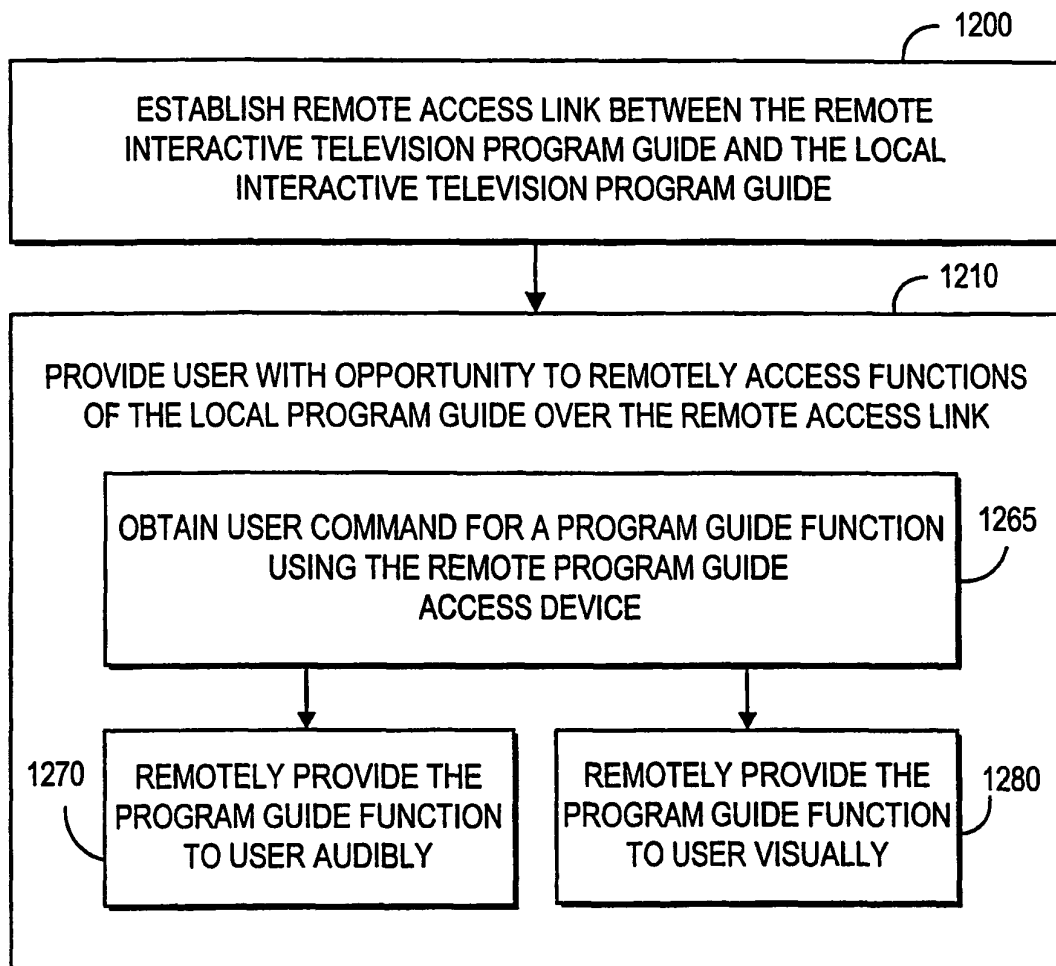 1200
ESTABLISH REMOTE ACCESS LINK BETWEEN THE REMOTE
INTERACTIVE TELEVISION PROGRAM GUIDE AND THE LOCAL
INTERACTIVE TELEVISION PROGRAM GUIDE
1210
PROVIDE USER WITH OPPORTUNITY TO REMOTELY ACCESS FUNCTIONS
OF THE LOCAL PROGRAM GUIDE OVER THE REMOTE ACCESS LINK
OBTAIN USER COMMAND FOR A PROGRAM GUIDE FUNCTION
USING THE REMOTE PROGRAM GUIDE
ACCESS DEVICE
1265
1270
REMOTELY PROVIDE THE
PROGRAM GUIDE FUNCTION
TO USER AUDIBLY
REMOTELY PROVIDE THE
PROGRAM GUIDE FUNCTION
TO USER VISUALLY
1280